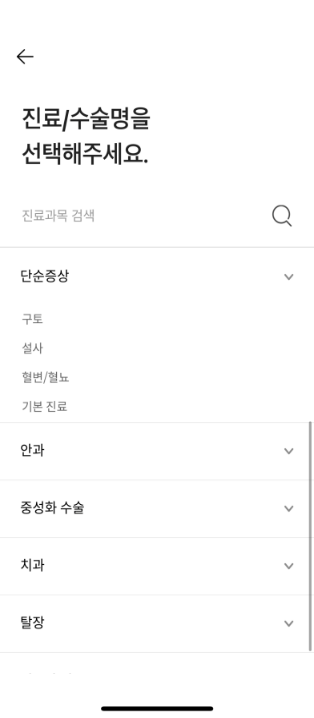 진료/수술명을
선택해주세요.
진료과목 검색
단순증상
구토
설사
혈변/혈뇨
기본 진료
안과
중성화 수술
치과
탈장